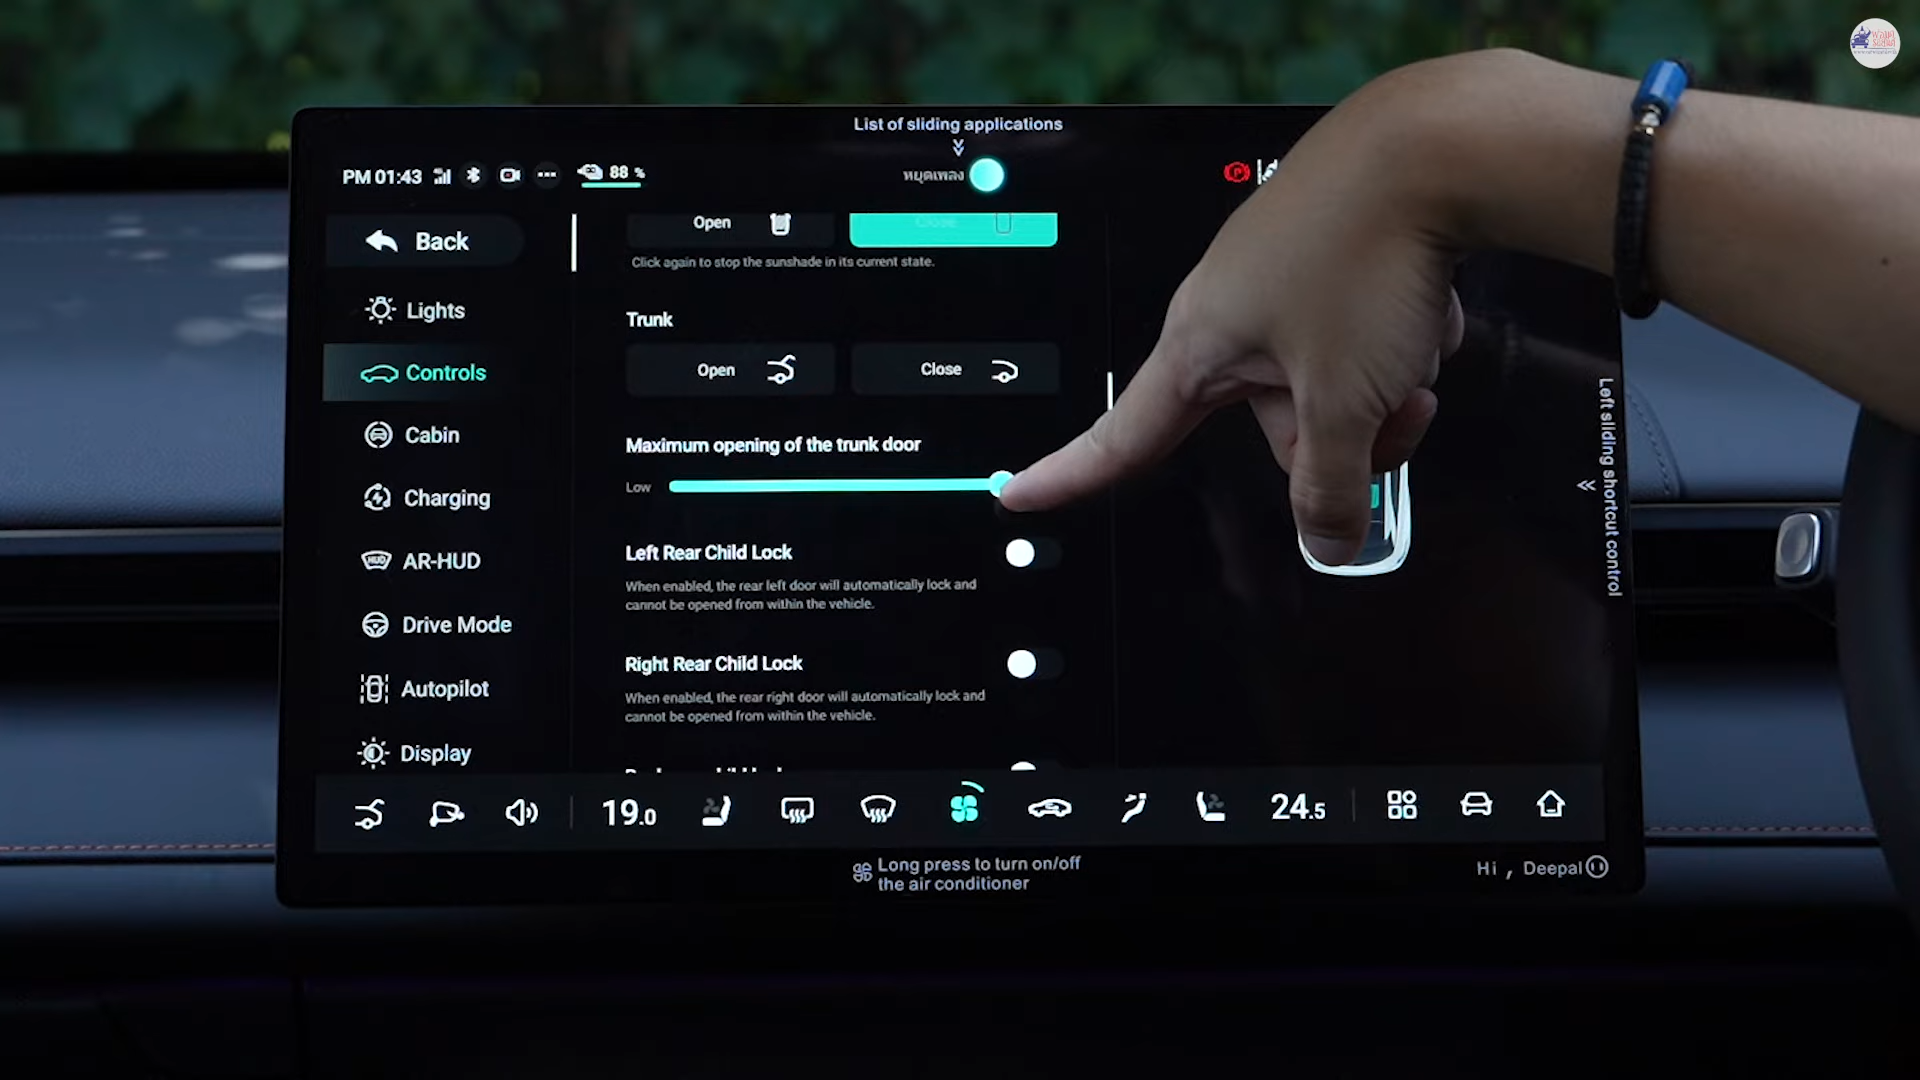 List of sliding applications
PM 01:43
88 %
หยุดเพลง
Back
Open
Close
Click again to stop the sunshade in its current state.
Lights
Trunk
Controls
Open
Close
Cabin
Maximum opening of the trunk door
Low
Charging
AR-HUD
Left Rear Child Lock
When enabled, the rear left door will automatically lock and
cannot be opened from within the vehicle.
Drive Mode
Right Rear Child Lock
When enabled, the rear right door will automatically lock and
cannot be opened from within the vehicle.
Autopilot
Display
Left sliding shortcut control
19.0
24.5
Long press to turn on/off
the air conditioner
Hi , Deepal